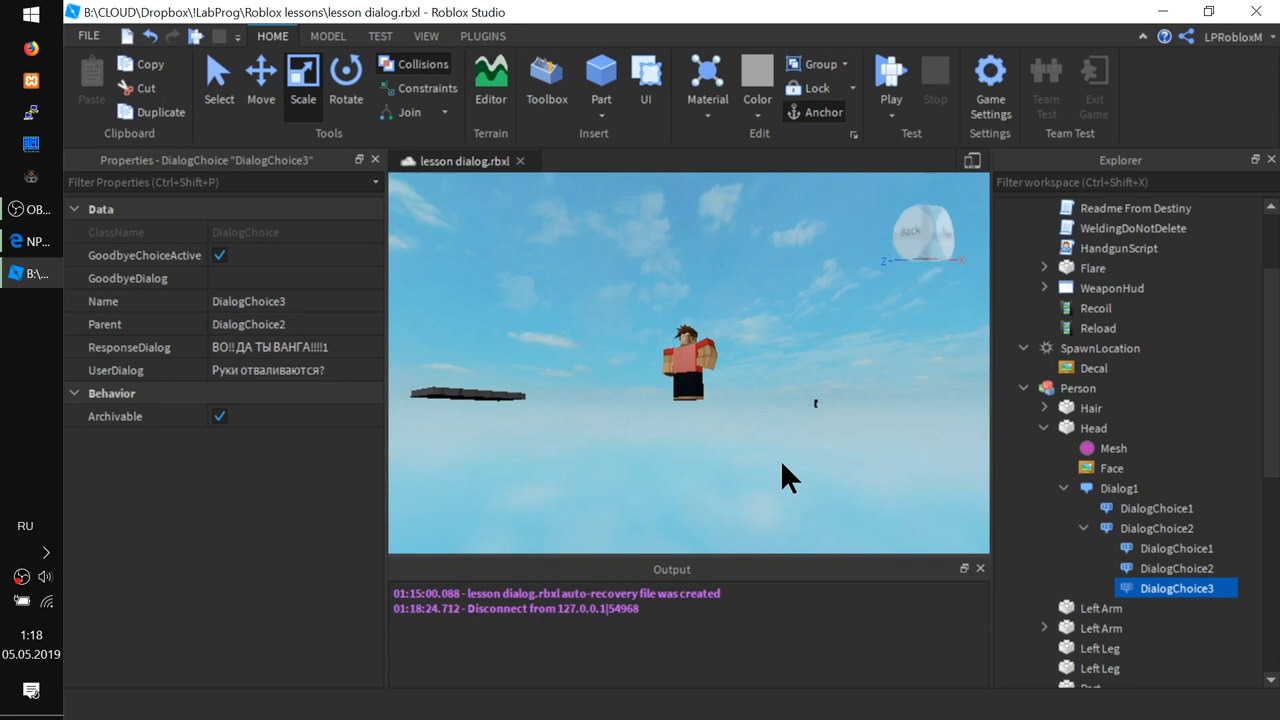 B:\CLOUD\Dropbox\!LabProg\Roblox lessons\lesson dialog.rbxl - Roblox Studio
FILE HOME MODEL TEST VIEW PLUGINS LPRobloxM
Copy
Cut
Duplicate
Paste
Clipboard
Select Move Scale Rotate
Collisions
Constraints
Join
Tools
Editor
Terrain
Toolbox Part UI
Insert
Material Color
Group
Lock
Anchor
Edit
Play Stop
Test
Game Settings
Settings
Team Test
Exit Game
Team Test
OB...
NP...
B:\...
RU
1:18
05.05.2019
Properties - DialogChoice "DialogChoice3"
Filter Properties (Ctrl+Shift+P)
Data
ClassName DialogChoice
GoodbyeChoiceActive
GoodbyeDialog
Name DialogChoice3
Parent DialogChoice2
ResponseDialog ВО!! ДА ТЫ ВАНГА!!!!1
UserDialog Руки отваливаются?
Behavior
Archivable
lesson dialog.rbxl
Back
Z X
Output
01:15:00.088 - lesson dialog.rbxl auto-recovery file was created
01:18:24.712 - Disconnect from 127.0.0.1|54968
Explorer
Filter workspace (Ctrl+Shift+X)
Readme From Destiny
WeldingDoNotDelete
HandgunScript
Flare
WeaponHud
Recoil
Reload
SpawnLocation
Decal
Person
Hair
Head
Mesh
Face
Dialog1
DialogChoice1
DialogChoice2
DialogChoice1
DialogChoice2
DialogChoice3
Left Arm
Left Arm
Left Leg
Left Leg